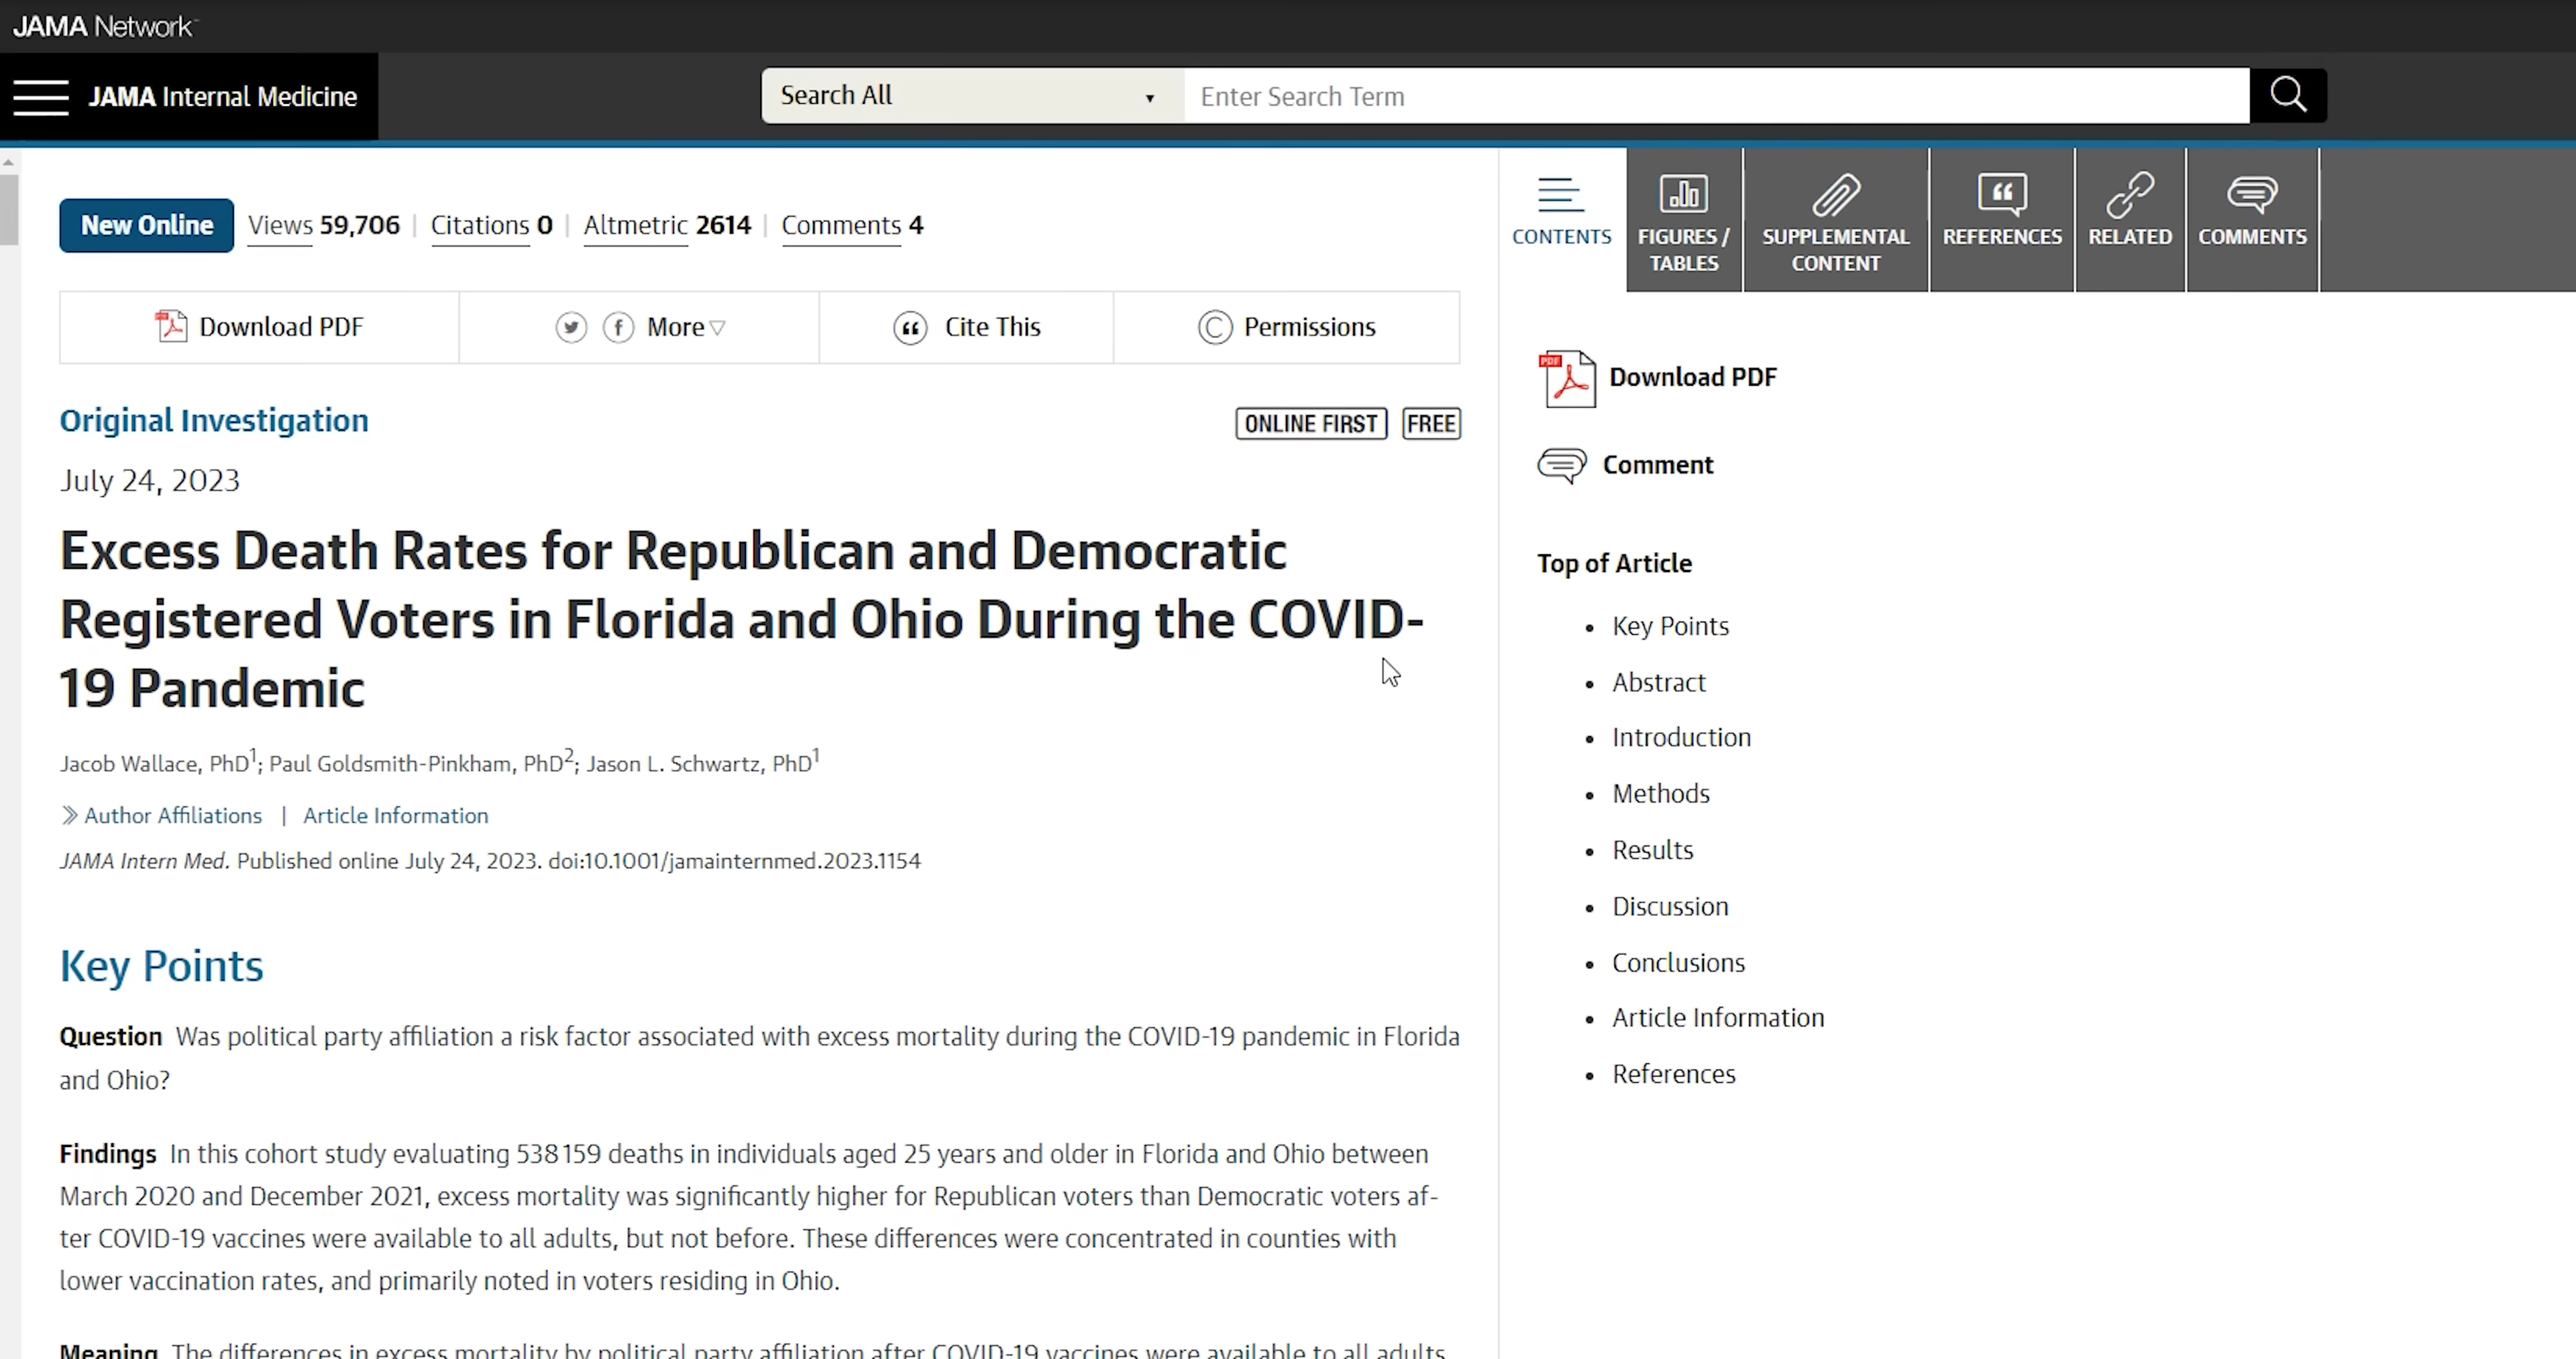 JAMA Network
JAMA Internal Medicine
Search All
Enter Search Term
New Online
Views 59,706
Citations 0
Altmetric 2614
Comments 4
Download PDF
More
Cite This
Permissions
Original Investigation
ONLINE FIRST
FREE
July 24, 2023
Excess Death Rates for Republican and Democratic
Registered Voters in Florida and Ohio During the COVID-
19 Pandemic
Jacob Wallace, PhD1; Paul Goldsmith-Pinkham, PhD2; Jason L. Schwartz, PhD1
Author Affiliations | Article Information
JAMA Intern Med. Published online July 24, 2023. doi:10.1001/jamainternmed.2023.1154
Key Points
Question Was political party affiliation a risk factor associated with excess mortality during the COVID-19 pandemic in Florida
and Ohio?
Findings In this cohort study evaluating 538 159 deaths in individuals aged 25 years and older in Florida and Ohio between
March 2020 and December 2021, excess mortality was significantly higher for Republican voters than Democratic voters af-
ter COVID-19 vaccines were available to all adults, but not before. These differences were concentrated in counties with
lower vaccination rates, and primarily noted in voters residing in Ohio.
Meaning The differences in excess mortality by political party affiliation after COVID-19 vaccines were available to all adults
CONTENTS
FIGURES /
TABLES
SUPPLEMENTAL
CONTENT
REFERENCES
RELATED
COMMENTS
PDF
Download PDF
Comment
Top of Article
Key Points
Abstract
Introduction
Methods
Results
Discussion
Conclusions
Article Information
References